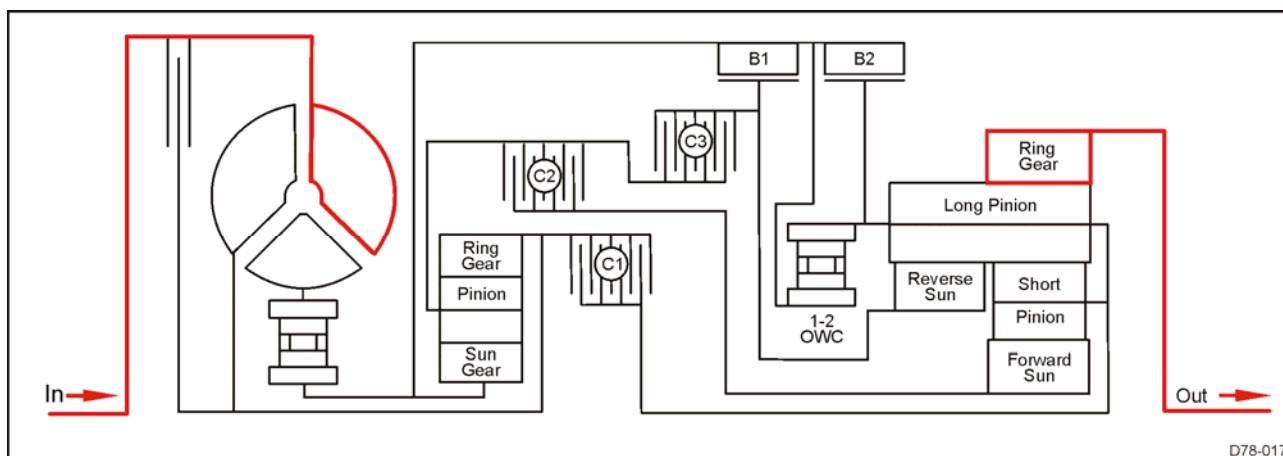 B1
B2
C3
C2
C1
Ring
Gear
Long Pinion
Ring
Gear
Pinion
Sun
Gear
Reverse
Sun
Short
Pinion
1-2
OWC
Forward
Sun
In
Out
D78-017